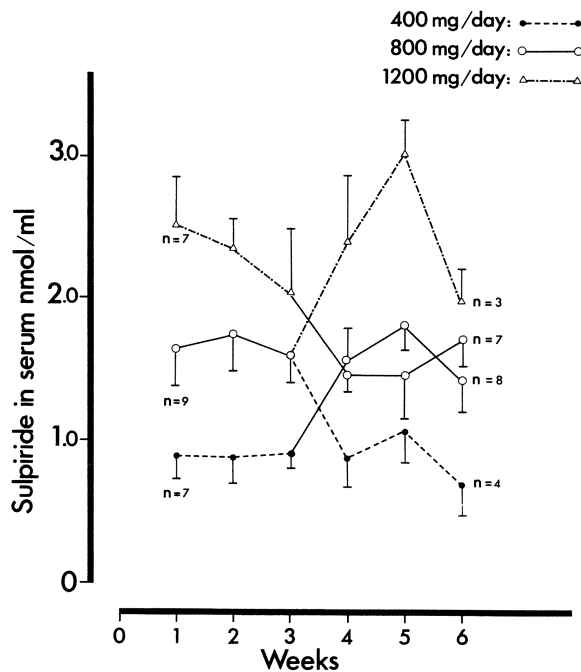 400 mg/day:
800 mg/day:
1200 mg/day:
Sulpiride in serum nmol/ml
3.0
2.0
1.0
0
n=7
n=9
n=7
n=3
n=7
n=8
n=4
0 1 2 3 4 5 6
Weeks